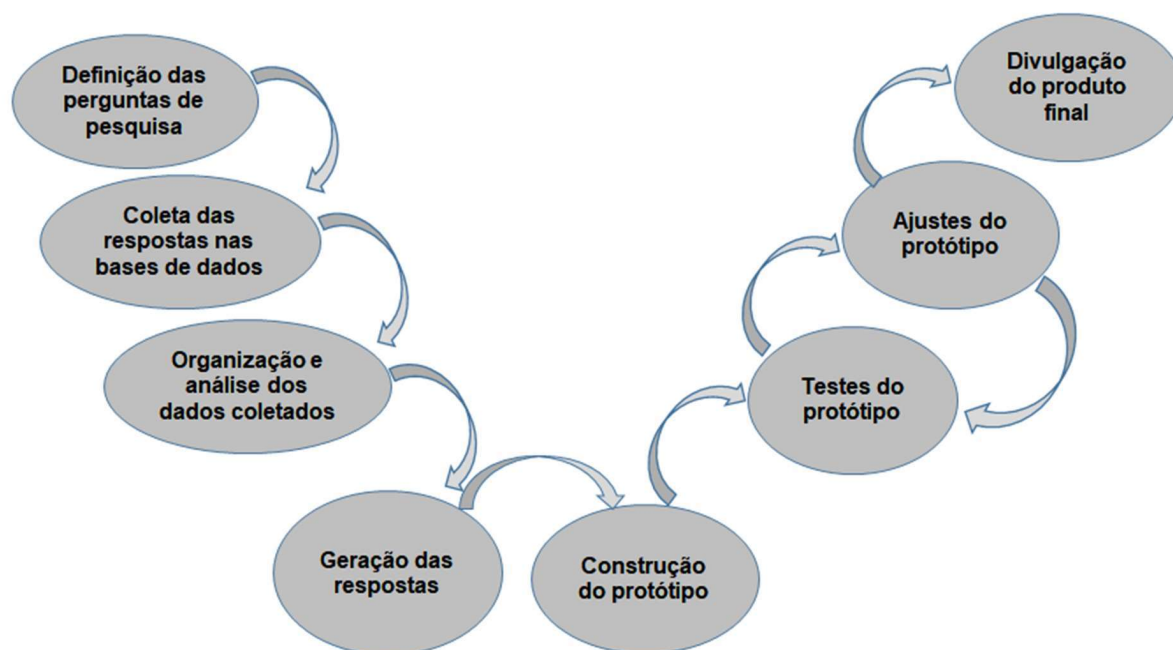 Definição das
perguntas de
pesquisa
Coleta das
respostas nas
bases de dados
Organização e
análise dos
dados coletados
Geração das
respostas
Construção
do protótipo
Testes do
protótipo
Ajustes do
protótipo
Divulgação
do produto
final